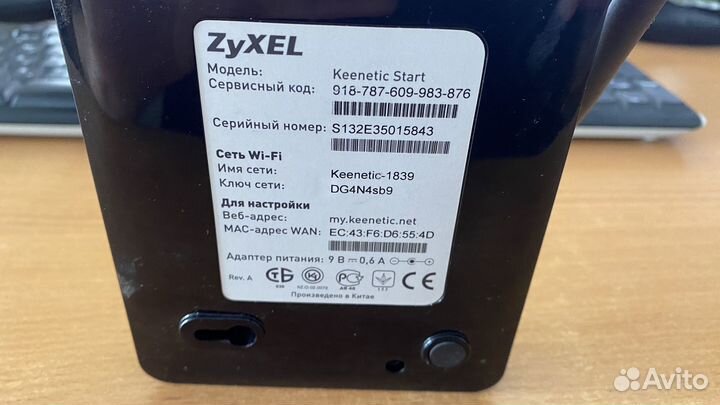 ZyXEL
Модель: Keenetic Start
Сервисный код: 918-787-609-983-876
Серийный номер: S132E35015843
Сеть Wi-Fi
Имя сети: Keenetic-1839
Ключ сети: DG4N4sb9
Для настройки
Веб-адрес: my.keenetic.net
MAC-адрес WAN: EC:43:F6:D6:55:4D
Адаптер питания: 9 В 0,6 А
Rev. A
CE
Произведено в Китае
Avito